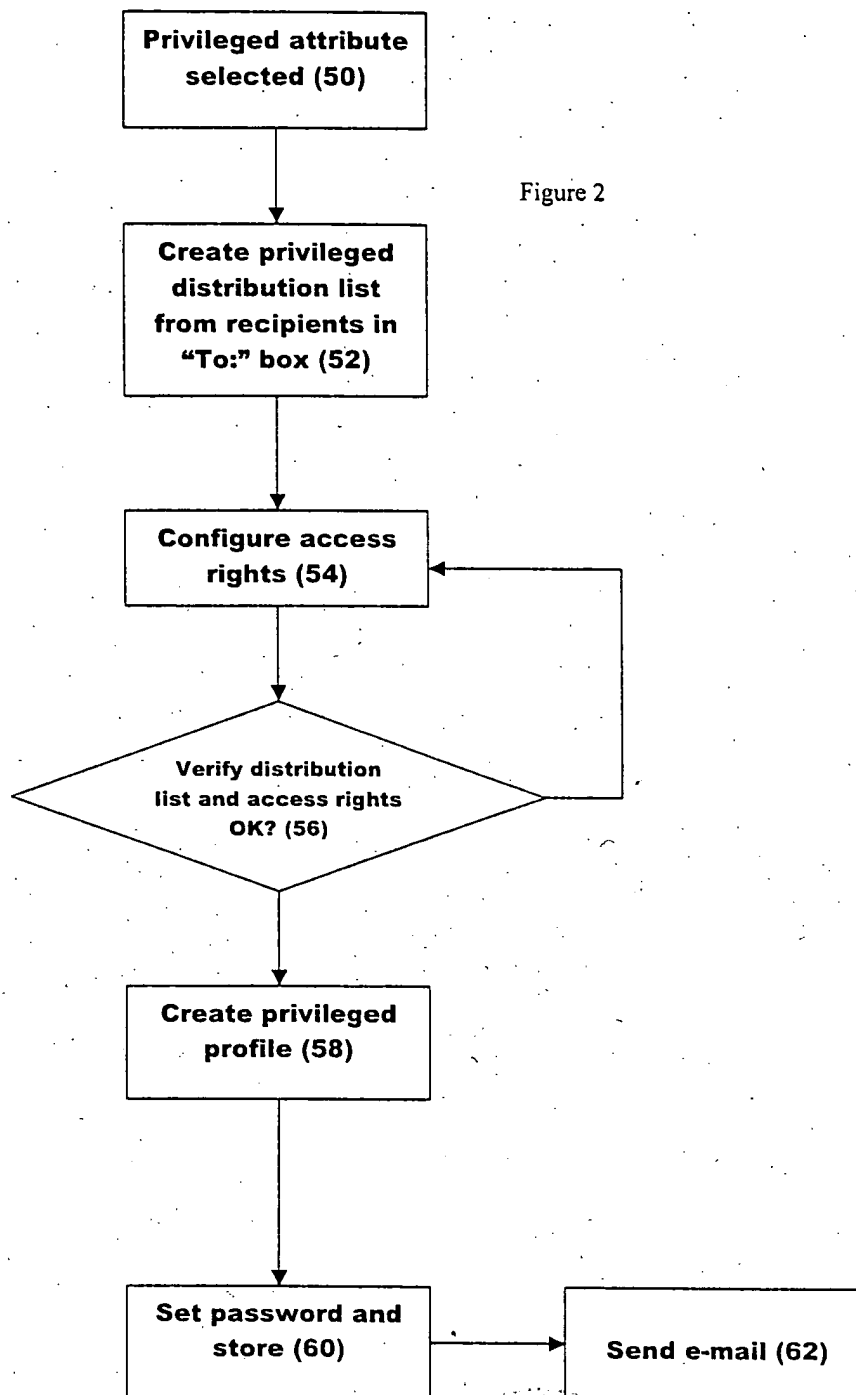 Privileged attribute
selected (50)
Figure 2
Create privileged
distribution list
from recipients in
“To:” box (52)
Configure access
rights (54)
Verify distribution
list and access rights
OK? (56)
Create privileged
profile (58)
Set password and
store (60)
Send e-mail (62)